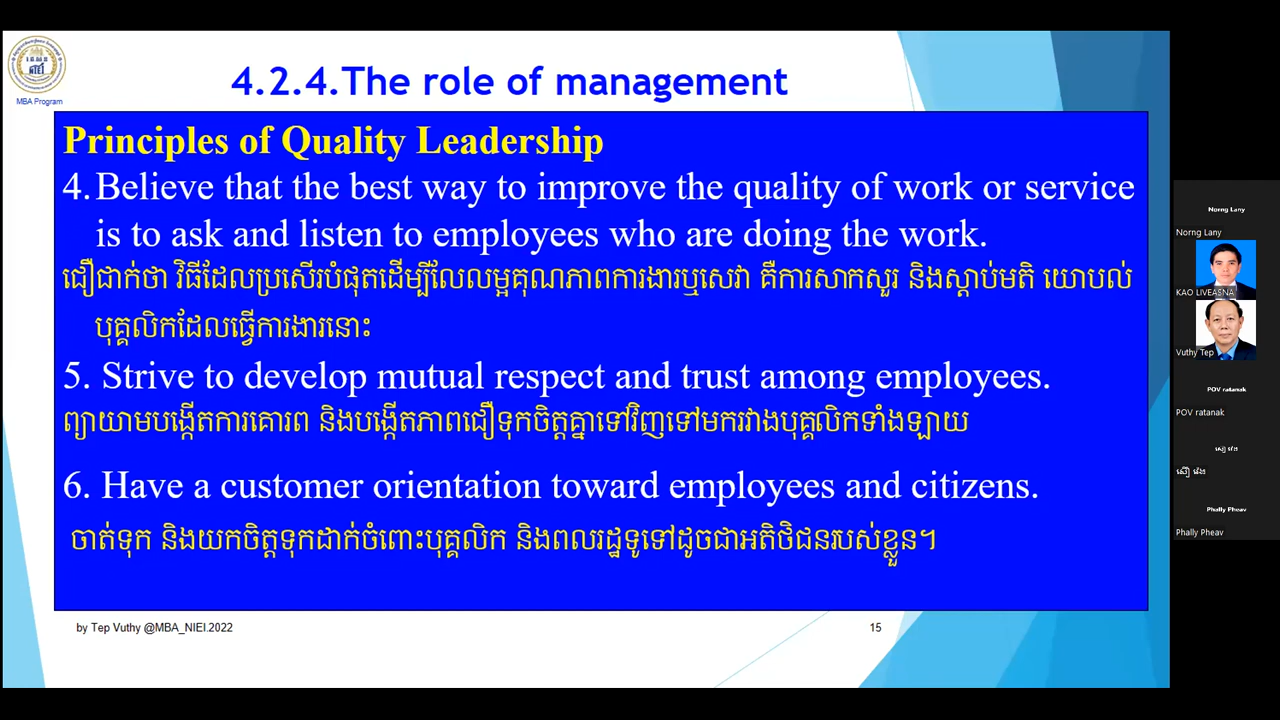 4.2.4.The role of management
NIEI
MBA Program
Principles of Quality Leadership
4. Believe that the best way to improve the quality of work or service
is to ask and listen to employees who are doing the work.
ជឿជាក់ថា វិធីដែលប្រសើរបំផុតដើម្បីលែលម្អគុណភាពការងារឬសេវា គឺការសាកសួរ និងស្តាប់មតិ យោបល់
បុគ្គលិកដែលធ្វើការងារនោះ
5. Strive to develop mutual respect and trust among employees.
ព្យាយាមបង្កើតការគោរព និងបង្កើតភាពជឿទុកចិត្តគ្នាទៅវិញទៅមករវាងបុគ្គលិកទាំងឡាយ
6. Have a customer orientation toward employees and citizens.
ចាត់ទុក និងយកចិត្តទុកដាក់ចំពោះបុគ្គលិក និងពលរដ្ឋទូទៅដូចជាអតិថិជនរបស់ខ្លួន។
by Tep Vuthy @MBA_NIEI.2022
15
Norng Lany
Norng Lany
KAO LIVEASNA
Vuthy Tep
POV ratanak
POV ratanak
Phally Pheav
Phally Pheav